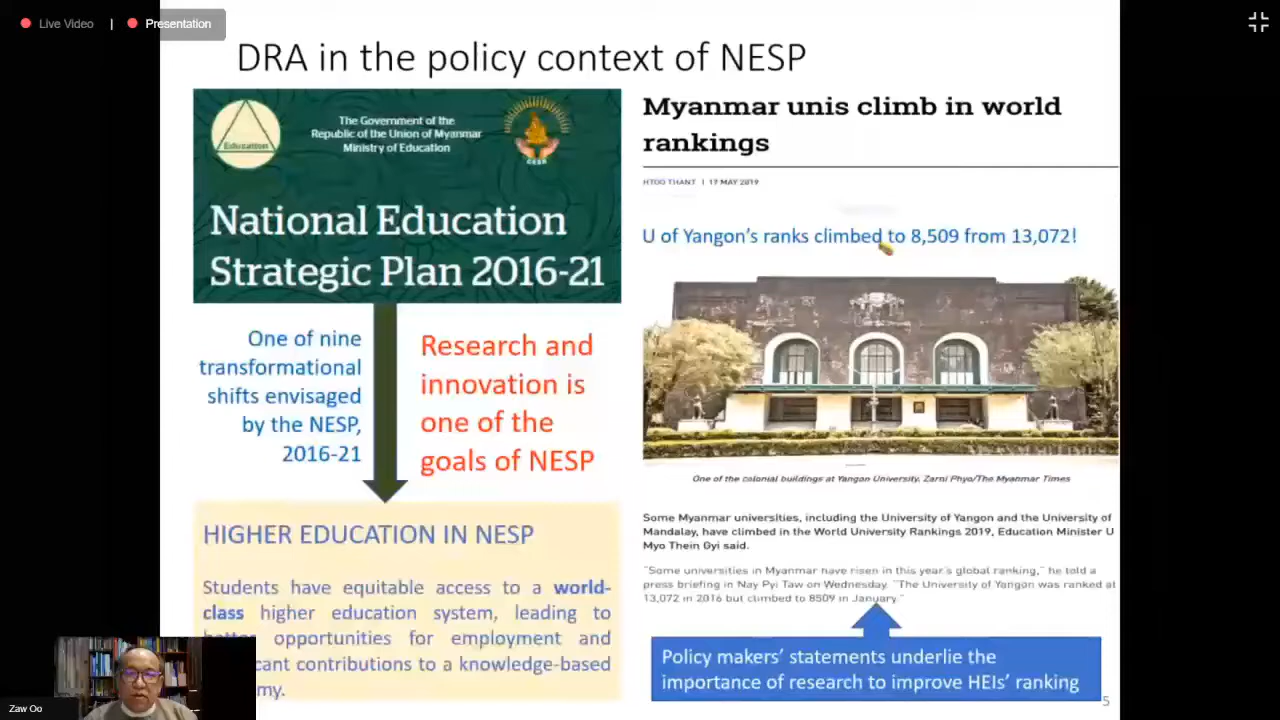 Live Video | Presentation
DRA in the policy context of NESP
Education
The Government of the
Republic of the Union of Myanmar
Ministry of Education
CESR
National Education
Strategic Plan 2016-21
One of nine
transformational
shifts envisaged
by the NESP,
2016-21
Research and
innovation is
one of the
goals of NESP
HIGHER EDUCATION IN NESP
Students have equitable access to a world-
class higher education system, leading to
opportunities for employment and
cant contributions to a knowledge-based
my.
Zaw Oo
Myanmar unis climb in world
rankings
HTOO THANT | 17 MAY 2019
U of Yangon's ranks climbed to 8,509 from 13,072!
One of the colonial buildings at Yangon University. Zarni Phyo/The Myanmar Times
Some Myanmar universities, including the University of Yangon and the University of
Mandalay, have climbed in the World University Rankings 2019, Education Minister U
Myo Thein Gyi said.
"Some universities in Myanmar have risen in this year's global ranking," he told a
press briefing in Nay Pyi Taw on Wednesday. "The University of Yangon was ranked at
13,072 in 2016 but climbed to 8509 in January."
Policy makers' statements underlie the
importance of research to improve HEIs' ranking
5